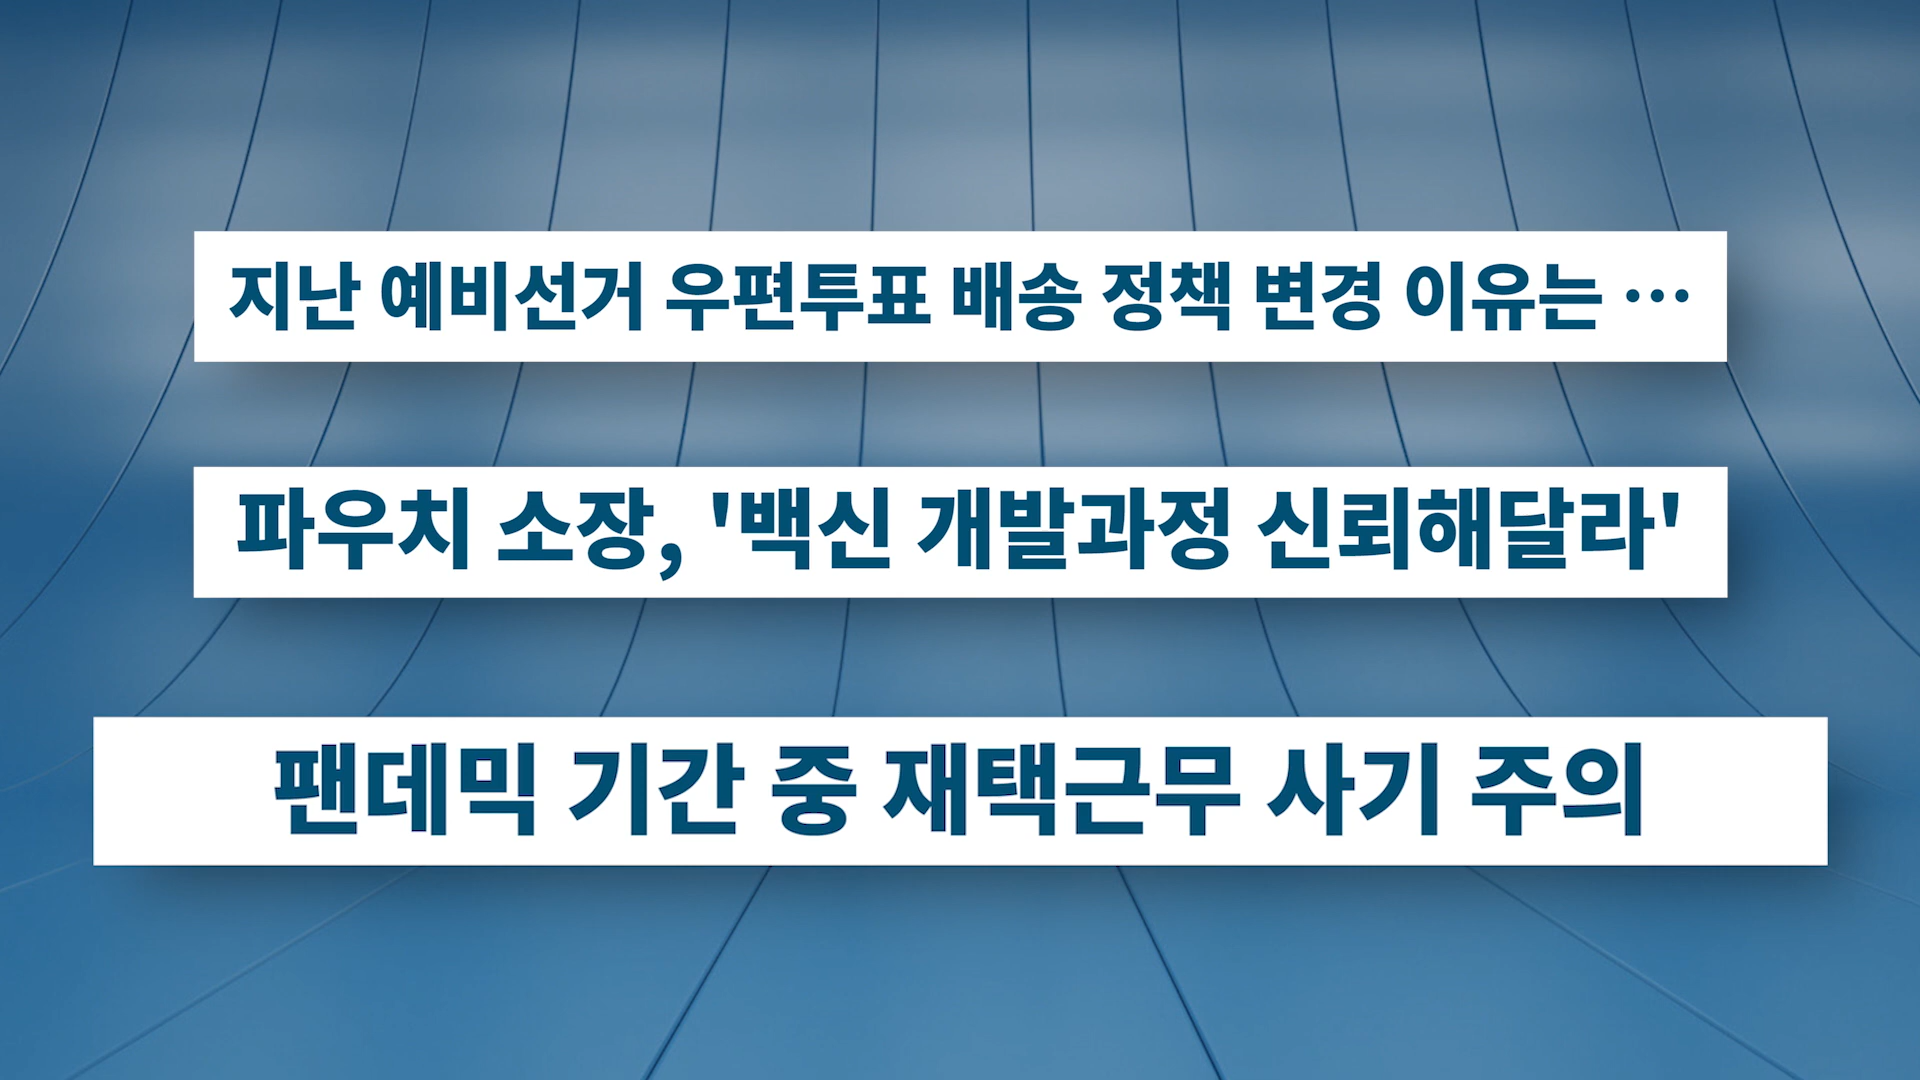 지난 예비선거 우편투표 배송 정책 변경 이유는 …
파우치 소장, '백신 개발과정 신뢰해달라'
팬데믹 기간 중 재택근무 사기 주의